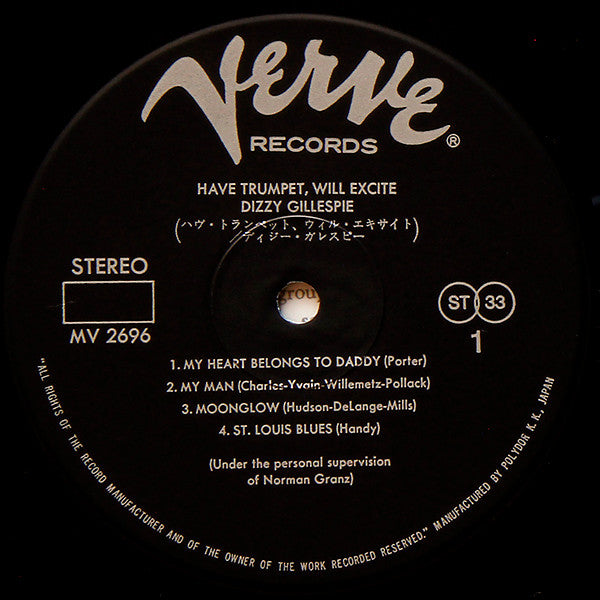 Verve
RECORDS ®
HAVE TRUMPET, WILL EXCITE
DIZZY GILLESPIE
(ハヴ・トランペット、ウィル・エキサイト
ディジー・ガレスピー)
STEREO
MV 2696
ST 33
1
grou
1. MY HEART BELONGS TO DADDY (Porter)
2. MY MAN (Charles-Yvain-Willemetz-Pollack)
3. MOONGLOW (Hudson-DeLange-Mills)
4. ST. LOUIS BLUES (Handy)
(Under the personal supervision
of Norman Granz)
"ALL RIGHTS OF THE RECORD MANUFACTURER AND OF THE OWNER OF THE WORK RECORDED RESERVED." MANUFACTURED BY POLYDOR K. K., JAPAN